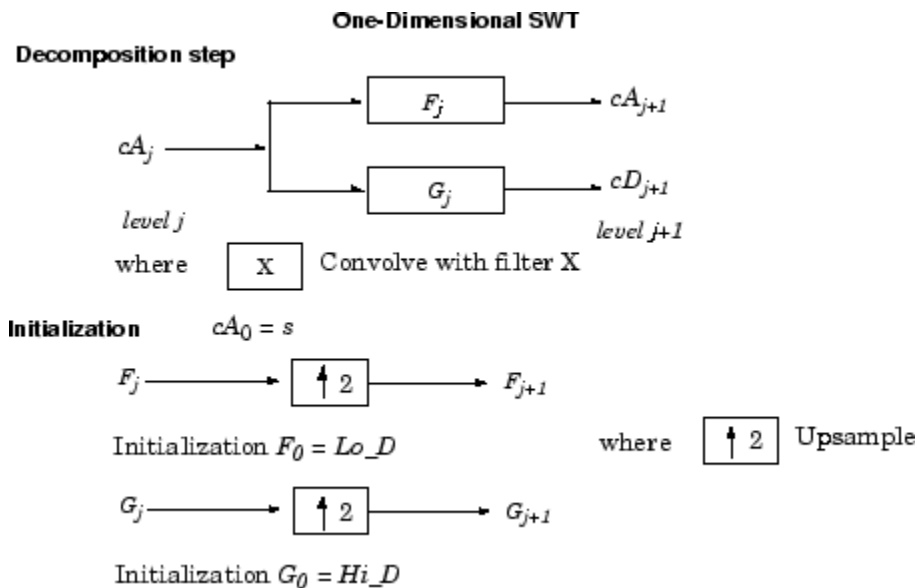 One-Dimensional SWT
Decomposition step
F_j cA_{j+1}
cA_j
G_j cD_{j+1}
level j level j+1
where X Convolve with filter X
Initialization cA_0 = s
F_j ↑ 2 F_{j+1}
Initialization F_0 = Lo_D where ↑ 2 Upsample
G_j ↑ 2 G_{j+1}
Initialization G_0 = Hi_D